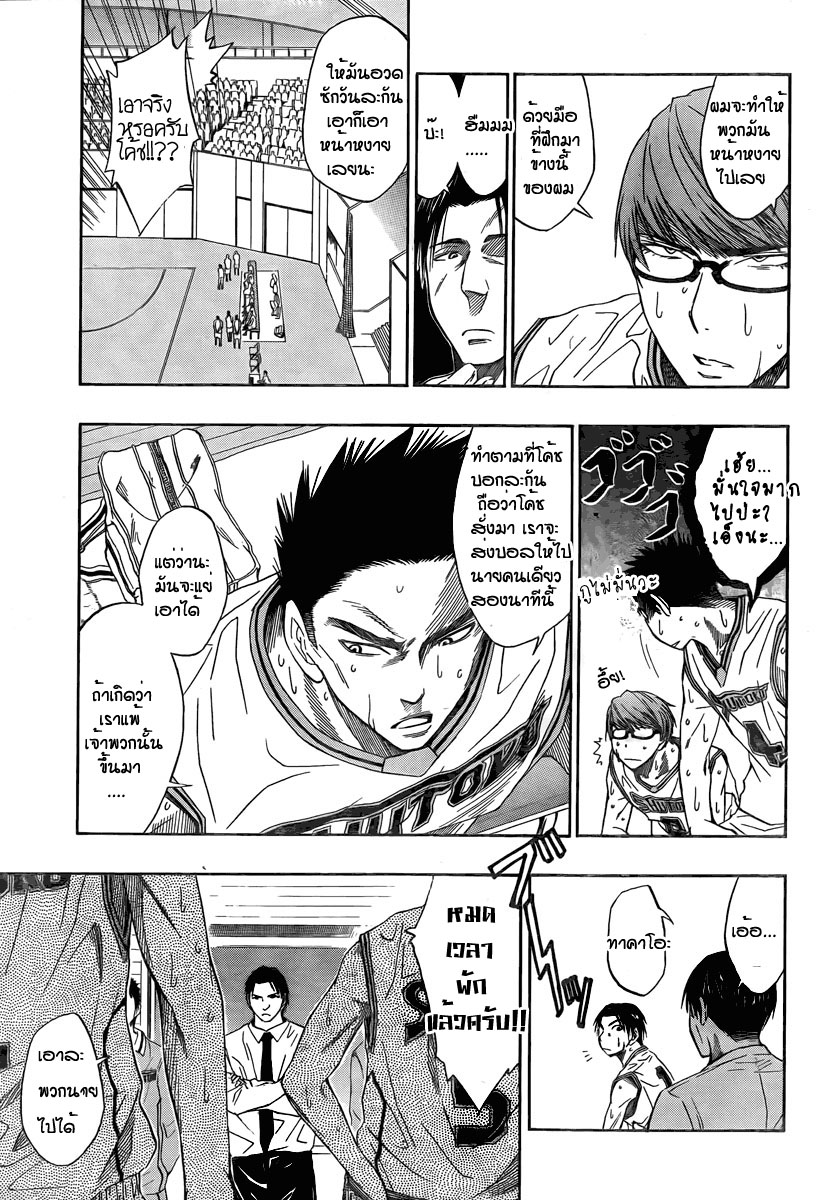 ผมจะทำให้
พวกมัน
หน้าหงาย
ไปเลย
ด้วยมือ
ที่ฝึกมา
ข้างนี้
ของผม
ฮืมมม
.....
บ๊ะ!
ให้มันอวด
ซักวันละกัน
เอาก็เอา
หน้าหงาย
เลยนะ
เอาจริง
หรอครับ
โค้ช!!??
เฮ้ย...
มั่นใจมาก
ไปป่ะ?
เอ็งนะ...
กูไม่มั่นวะ
ฮึ้ย!
SHUTOKU
ทำตามที่โค้ช
บอกละกัน
ถือว่าโค้ช
สั่งมา เราจะ
ส่งบอลให้ไป
นายคนเดียว
สองนาทีนี้
แต่ว่านะ
มันจะแย่
เอาได้
ถ้าเกิดว่า
เราแพ้
เจ้าพวกนั้น
ขึ้นมา
....
SHUTOKU
เอ้อ...
ทาคาโอะ
หมด
เวลา
พัก
แล้วครับ!!
เอาละ
พวกนาย
ไปได้